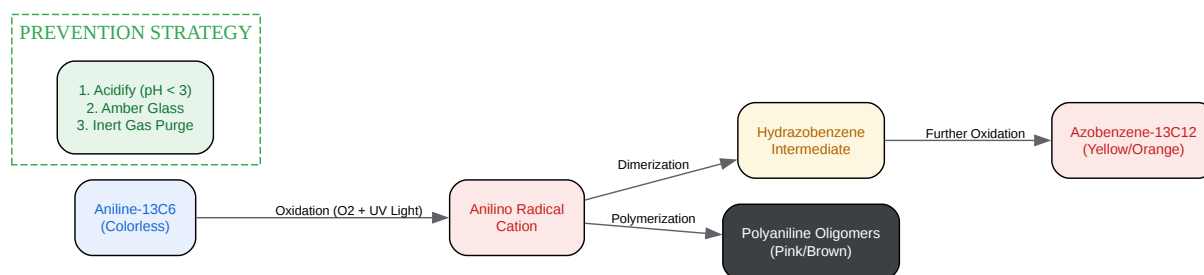 PREVENTION STRATEGY
1. Acidify (pH < 3)
2. Amber Glass
3. Inert Gas Purge
Aniline-13C6
(Colorless)
Oxidation (O2 + UV Light)
Anilino Radical
Cation
Dimerization
Polymerization
Hydrazobenzene
Intermediate
Further Oxidation
Azobenzene-13C12
(Yellow/Orange)
Polyaniline Oligomers
(Pink/Brown)